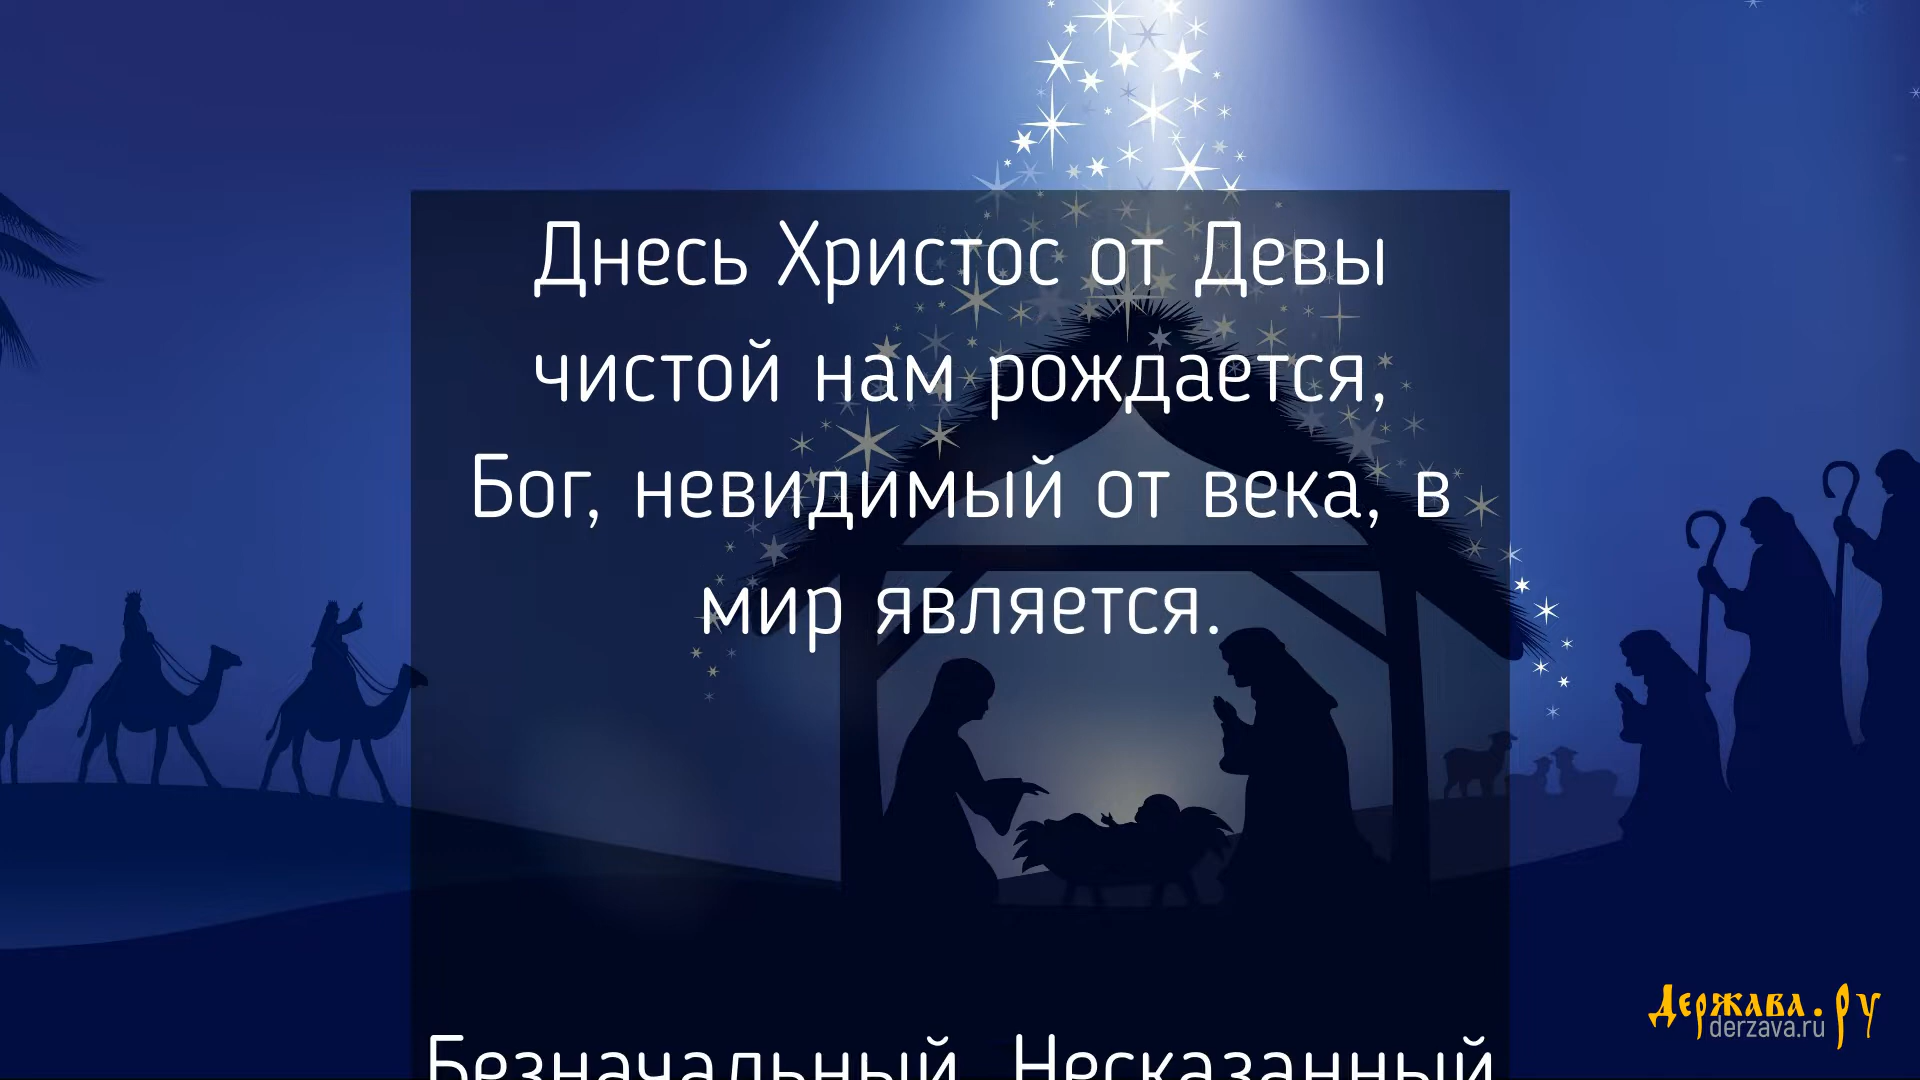 Днесь Христос от Девы
чистой нам рождается,
Бог, невидимый от века, в
мир является.
Безначальный, Несказанный
Держава.ру
derzava.ru